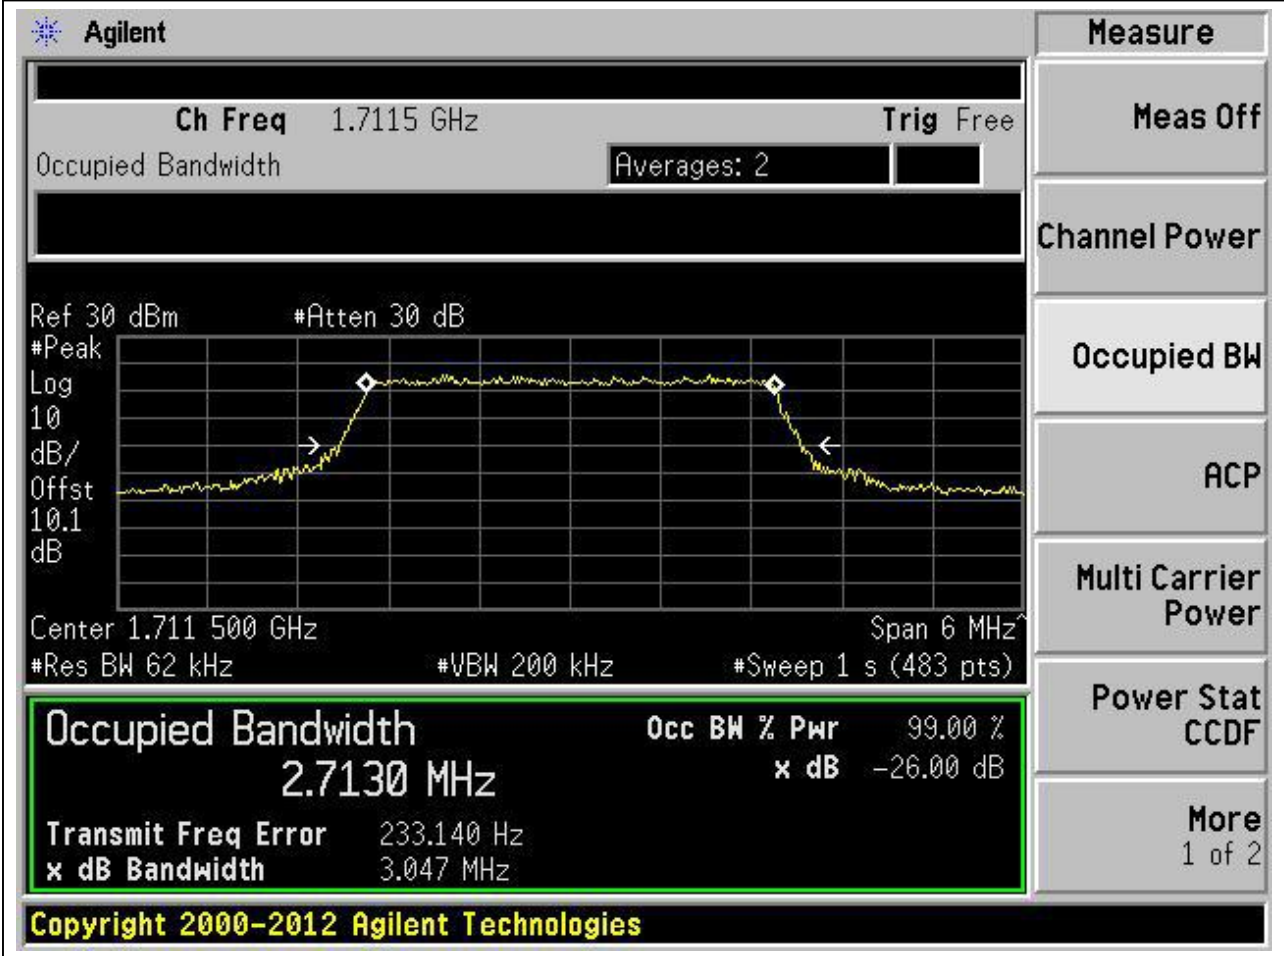 Agilent
Measure
Ch Freq 1.7115 GHz Trig Free
Occupied Bandwidth Averages: 2
Ref 30 dBm #Atten 30 dB
#Peak
Log
10
dB/
Offst
10.1
dB
Center 1.711 500 GHz Span 6 MHz^
#Res BW 62 kHz #VBW 200 kHz #Sweep 1 s (483 pts)
Occupied Bandwidth Occ BW % Pwr 99.00 %
2.7130 MHz x dB -26.00 dB
Transmit Freq Error 233.140 Hz
x dB Bandwidth 3.047 MHz
Copyright 2000-2012 Agilent Technologies
Meas Off
Channel Power
Occupied BW
ACP
Multi Carrier
Power
Power Stat
CCDF
More
1 of 2